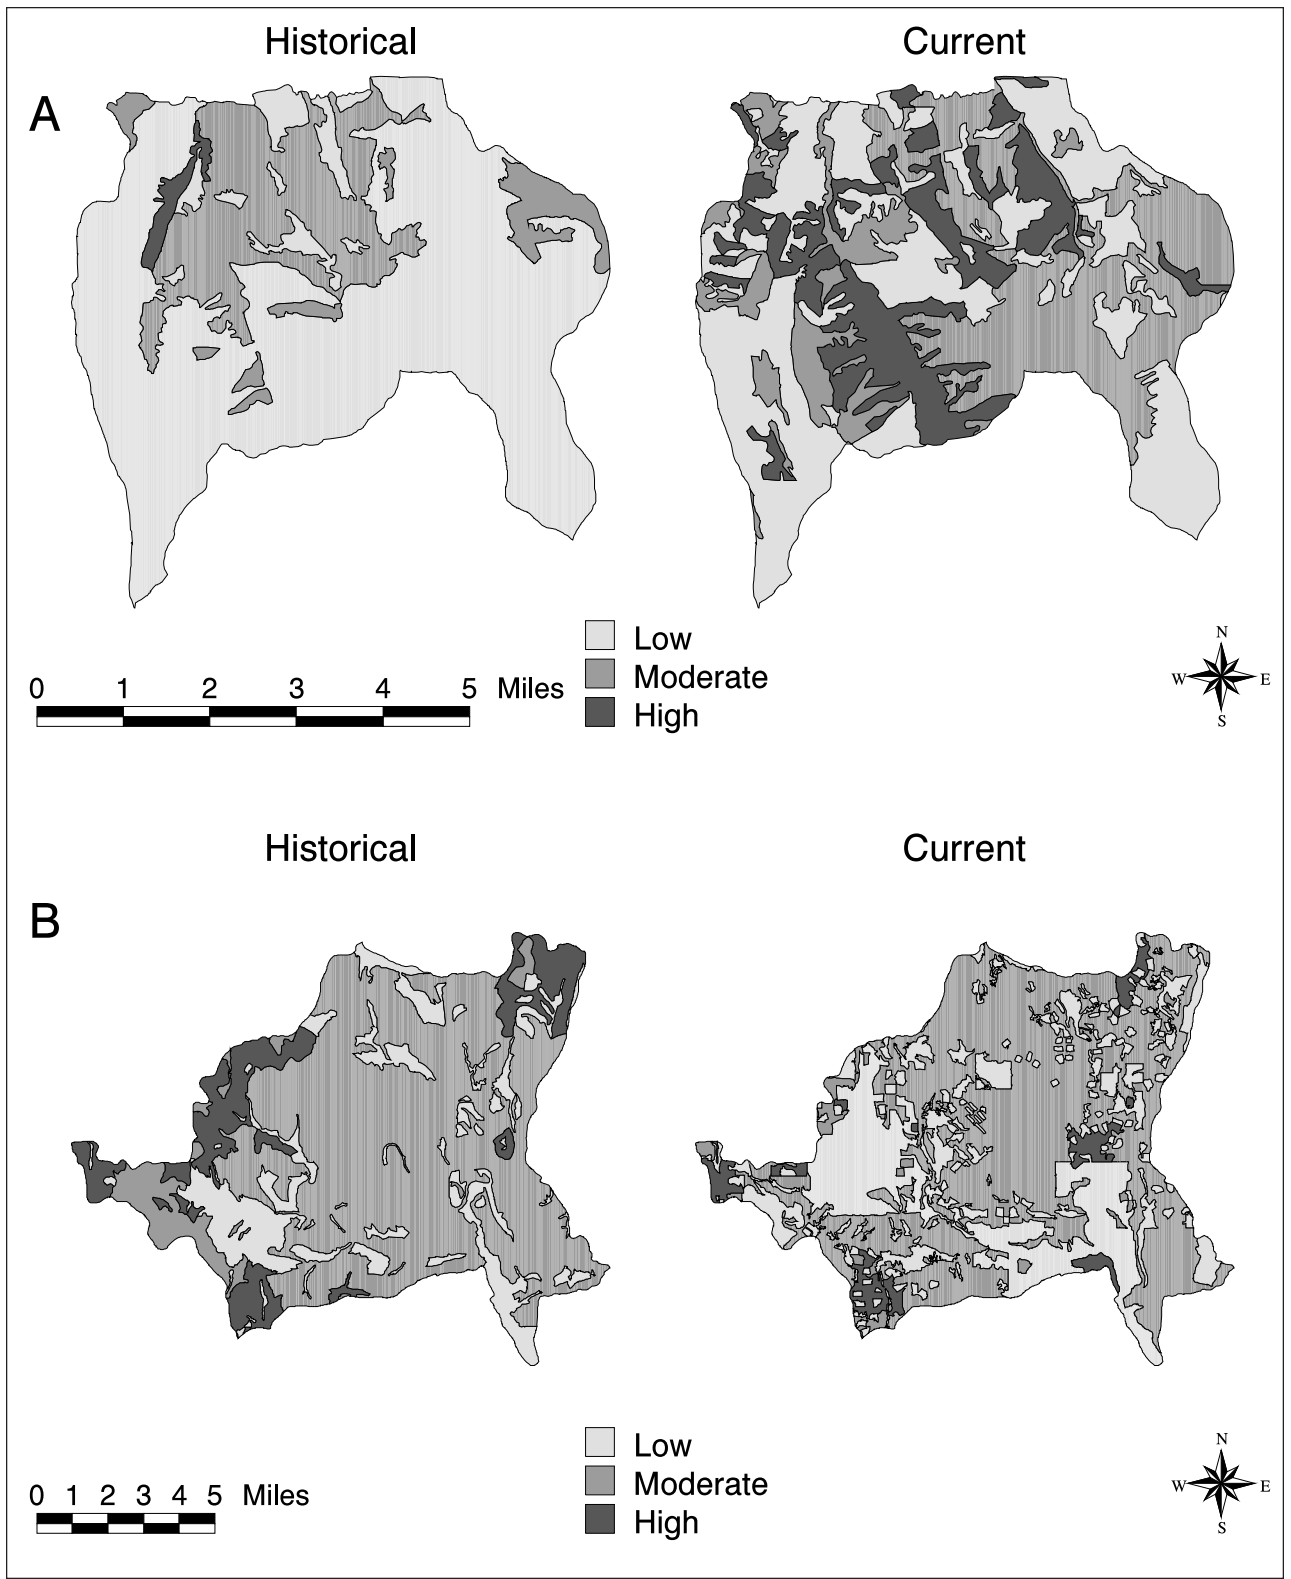 Historical
Current
A
Low
Moderate
High
0 1 2 3 4 5 Miles
N
W E
S
Historical
Current
B
Low
Moderate
High
0 1 2 3 4 5 Miles
N
W E
S